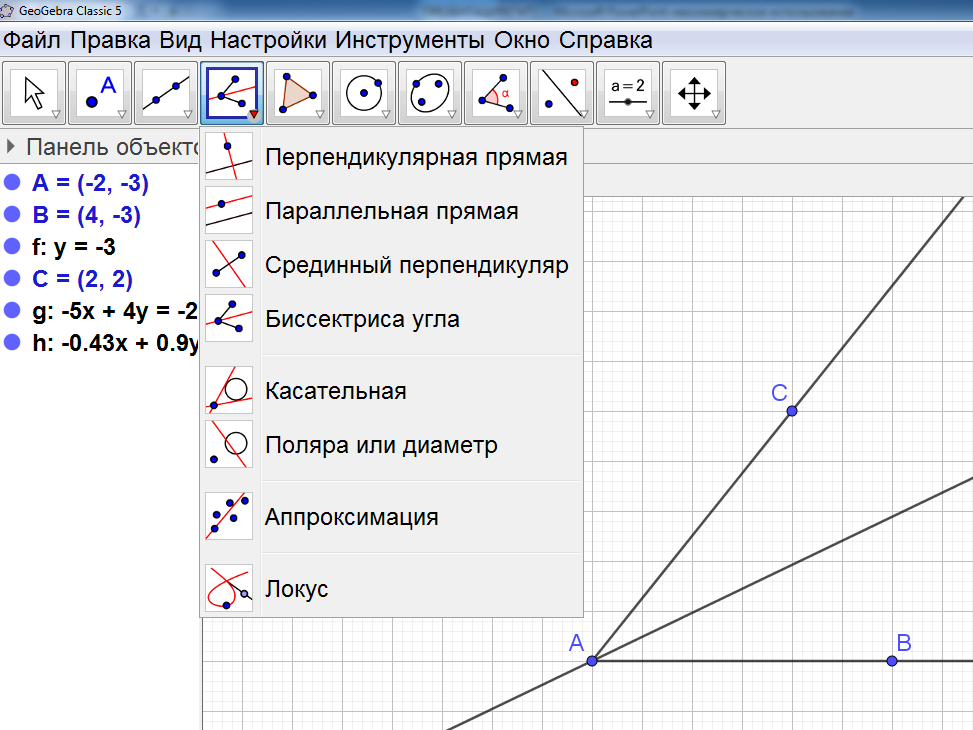 GeoGebra Classic 5
Файл Правка Вид Настройки Инструменты Окно Справка
A
α
a=2
Панель объекто
A = (-2, -3)
B = (4, -3)
f: y = -3
C = (2, 2)
g: -5x + 4y = -2
h: -0.43x + 0.9y
Перпендикулярная прямая
Параллельная прямая
Срединный перпендикуляр
Биссектриса угла
Касательная
Поляра или диаметр
Аппроксимация
Локус
C
A
B